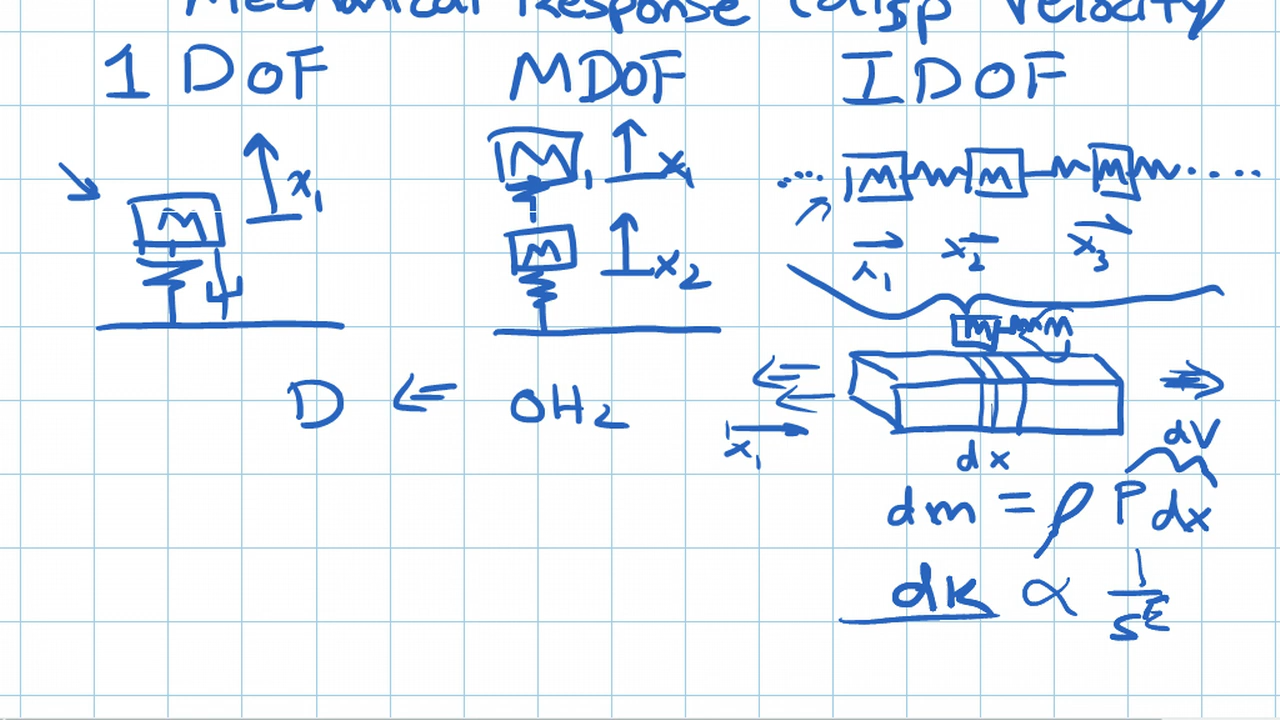 Mechanical Response (disp Velocity
1 DOF MDOF IDOF
M x1
M1 x1
M x2
M M M
x1 x2 x3
M
D ⇐ OH2
x1
dx
dV
dm = ρ P dx
dk ∝ 1/sE